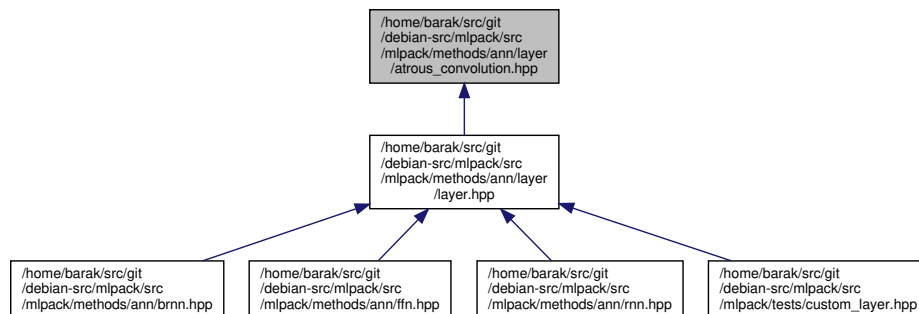 /home/barak/src/git
/debian-src/mlpack/src
/mlpack/methods/ann/layer
/atrous_convolution.hpp
/home/barak/src/git
/debian-src/mlpack/src
/mlpack/methods/ann/layer
/layer.hpp
/home/barak/src/git
/debian-src/mlpack/src
/mlpack/methods/ann/brnn.hpp
/home/barak/src/git
/debian-src/mlpack/src
/mlpack/methods/ann/ffn.hpp
/home/barak/src/git
/debian-src/mlpack/src
/mlpack/methods/ann/rnn.hpp
/home/barak/src/git
/debian-src/mlpack/src
/mlpack/tests/custom_layer.hpp